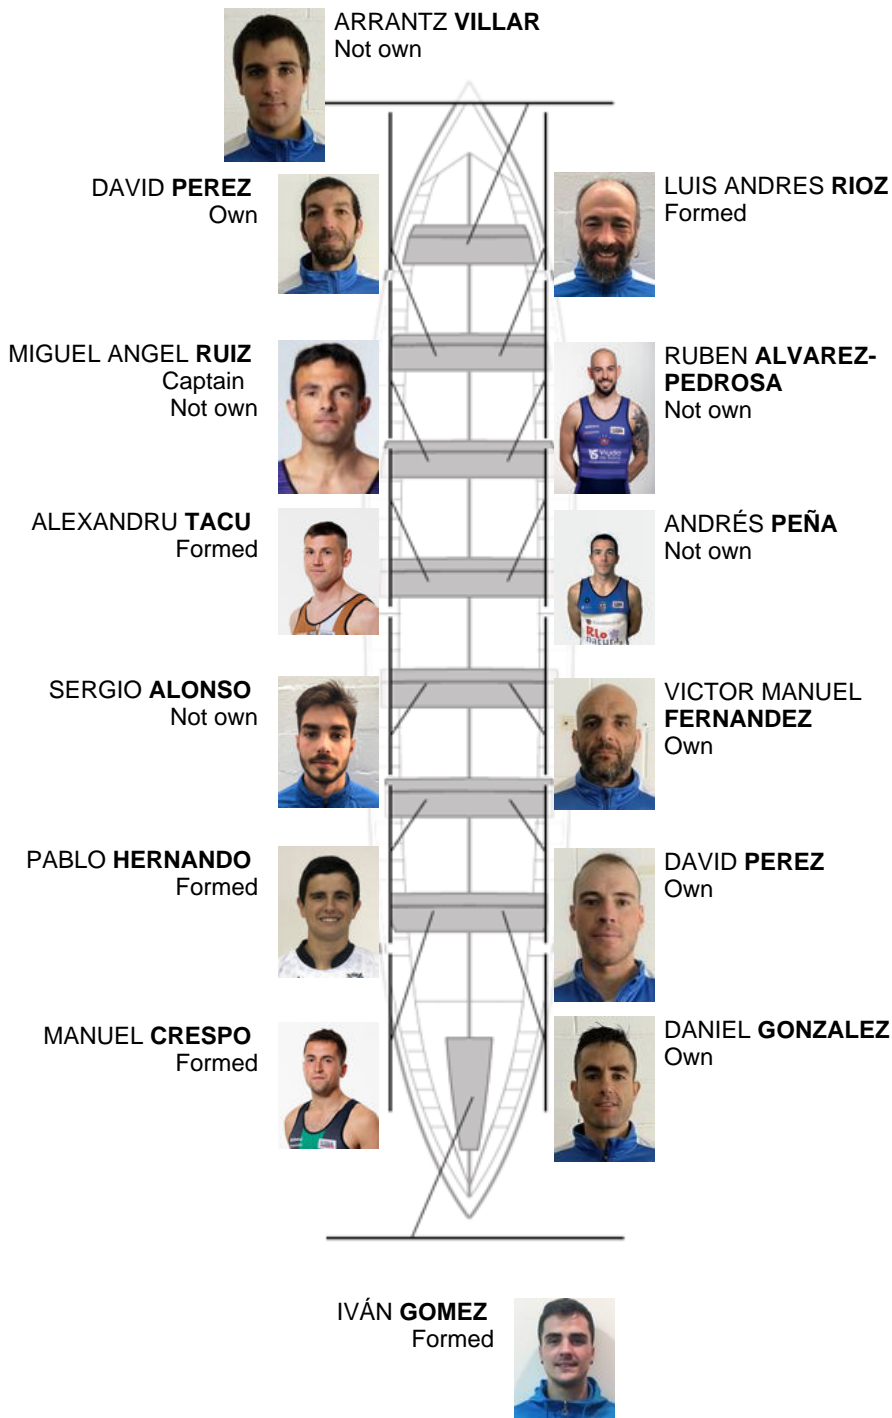 ARRANTZ VILLAR
Not own
DAVID PEREZ
Own
LUIS ANDRES RIOZ
Formed
MIGUEL ANGEL RUIZ
Captain
Not own
RUBEN ALVAREZ-
PEDROSA
Not own
ALEXANDRU TACU
Formed
ANDRÉS PEÑA
Not own
SERGIO ALONSO
Not own
VICTOR MANUEL
FERNANDEZ
Own
PABLO HERNANDO
Formed
DAVID PEREZ
Own
MANUEL CRESPO
Formed
DANIEL GONZALEZ
Own
IVÁN GOMEZ
Formed